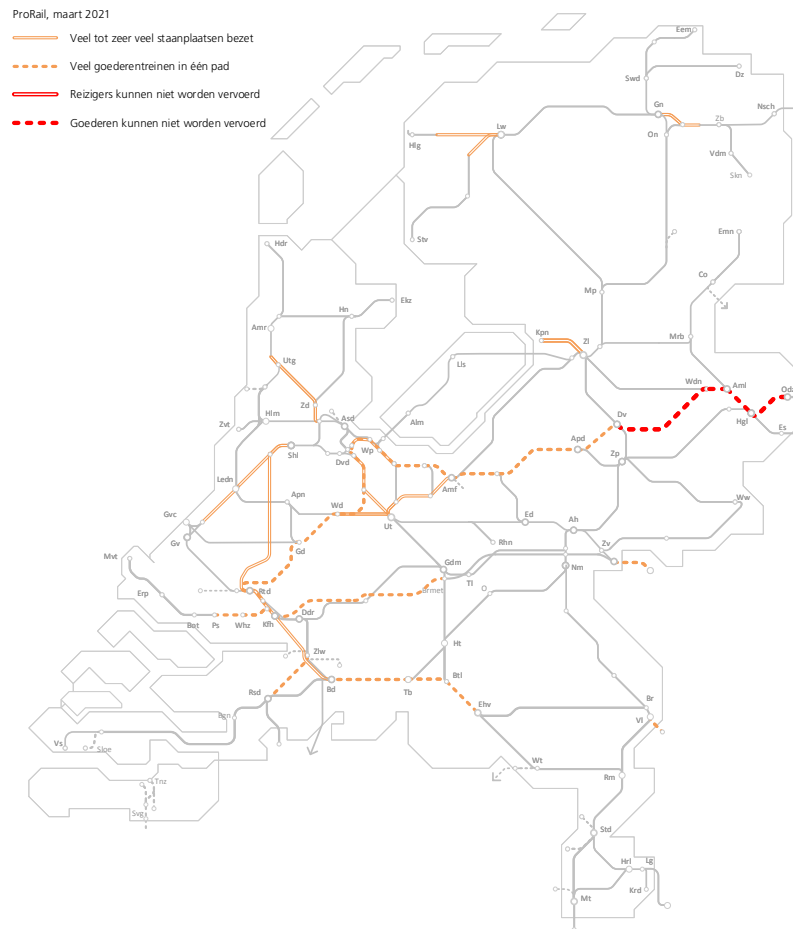 ProRail, maart 2021
Veel tot zeer veel staanplaatsen bezet
Veel goederentreinen in één pad
Reizigers kunnen niet worden vervoerd
Goederen kunnen niet worden vervoerd
Eem
Swd
Dz
Gn
Nsch
Zb
On
Lw
Hlg
Vdm
Skn
Stv
Emn
Hdr
Co
Mp
Hn
Ekz
Amr
Kpn
Zl
Mrb
Utg
Lis
Wdn
Aml
Oda
Zd
Hlm
Asd
Alm
Dv
Hgl
Zvt
Es
Shl
Dvd
Wp
Apd
Zp
Ledn
Amf
Apn
Wd
Ww
Gvc
Ut
Ed
Ah
Gv
Gd
Rhn
Zv
Mvt
Gdm
Nm
Erp
Rtd
Brmet
Tl
O
Bot
Ps
Whz
Kfh
Ddr
Zlw
Ht
Rsd
Bd
Tb
Btl
Br
Bgn
Ehv
Vl
Vs
Sloe
Wt
Rm
Tnz
Svg
Std
Hrl
Lg
Krd
Mt